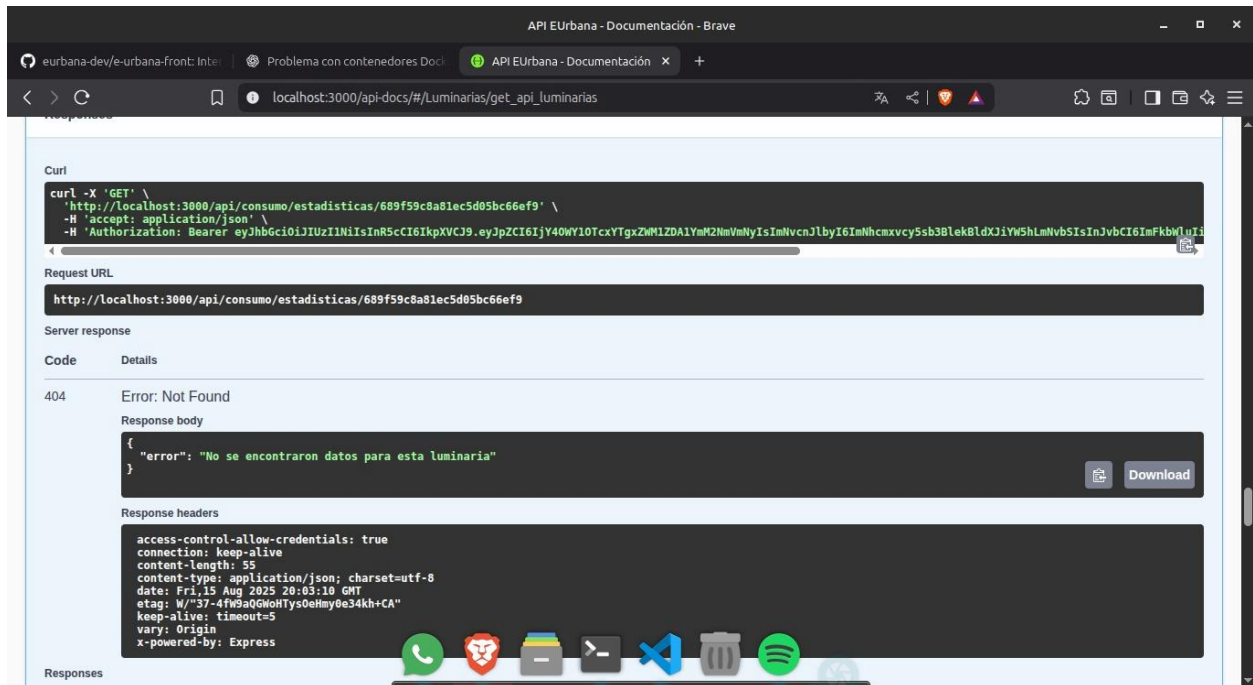 API EUrbana - Documentación - Brave
eurbana-dev/e-urbana-front: Inte
Problema con contenedores Dock
API EUrbana - Documentación
localhost:3000/api-docs/#/Luminarias/get_api_luminarias
Responses
Curl
curl -X 'GET' \
'http://localhost:3000/api/consumo/estadisticas/689f59c8a81ec5d05bc66ef9' \
-H 'accept: application/json' \
-H 'Authorization: Bearer
Request URL
http://localhost:3000/api/consumo/estadisticas/689f59c8a81ec5d05bc66ef9
Server response
Code Details
404 Error: Not Found
Response body
{
"error": "No se encontraron datos para esta luminaria"
}
Download
Response headers
access-control-allow-credentials: true
connection: keep-alive
content-length: 55
content-type: application/json; charset=utf-8
date: Fri,15 Aug 2025 20:03:10 GMT
etag: W/"37-4fW9aQGWoHTysOeHmy0e34kh+CA"
keep-alive: timeout=5
vary: Origin
x-powered-by: Express
Responses